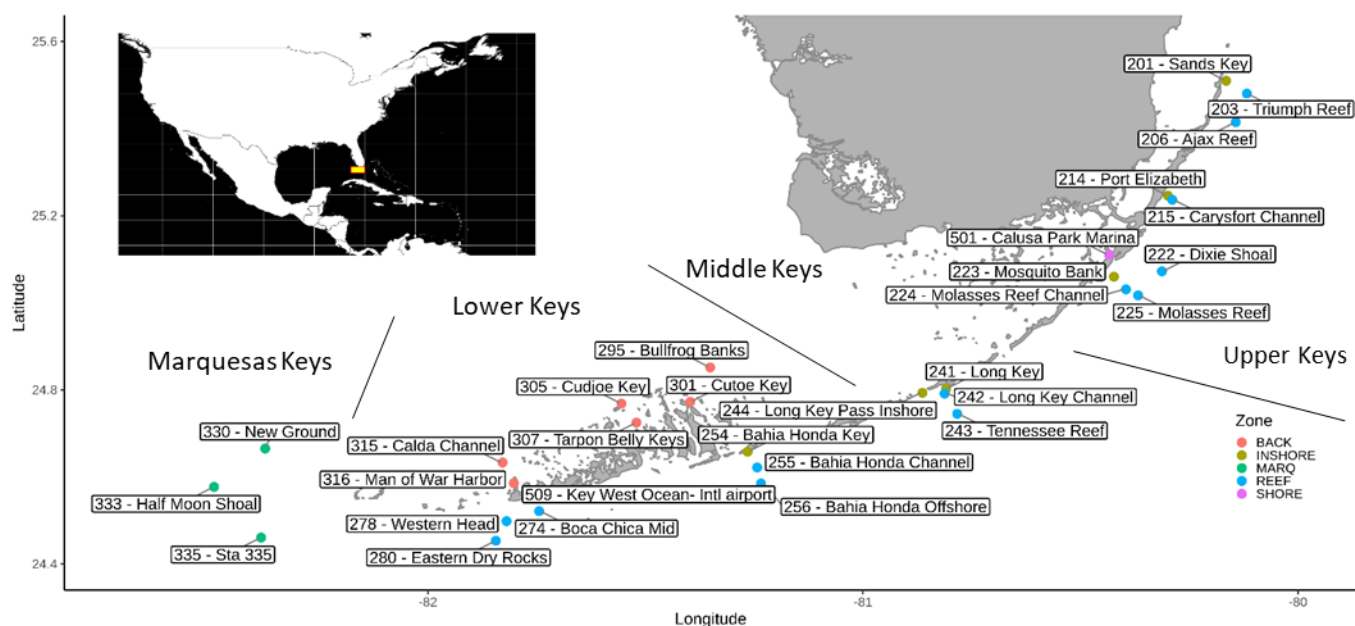 25.6
201 - Sands Key
203 - Triumph Reef
206 - Ajax Reef
214 - Port Elizabeth
25.2
215 - Carysfort Channel
501 - Calusa Park Marina
222 - Dixie Shoal
Middle Keys
223 - Mosquito Bank
224 - Molasses Reef Channel
Lower Keys
225 - Molasses Reef
Latitude
Marquesas Keys
295 - Bullfrog Banks
Upper Keys
241 - Long Key
24.8
305 - Cudjoe Key
301 - Cutoe Key
242 - Long Key Channel
244 - Long Key Pass Inshore
330 - New Ground
243 - Tennessee Reef
Zone
315 - Calda Channel
307 - Tarpon Belly Keys
254 - Bahia Honda Key
BACK
INSHORE
255 - Bahia Honda Channel
MARQ
316 - Man of War Harbor
REEF
509 - Key West Ocean- Intl airport
SHORE
333 - Half Moon Shoal
256 - Bahia Honda Offshore
278 - Western Head
274 - Boca Chica Mid
335 - Sta 335
280 - Eastern Dry Rocks
24.4
-82
-81
-80
Longitude